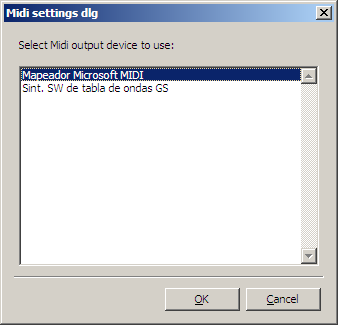 Midi settings dlg
Select Midi output device to use:
Mapeador Microsoft MIDI
Sint. SW de tabla de ondas GS
OK
Cancel